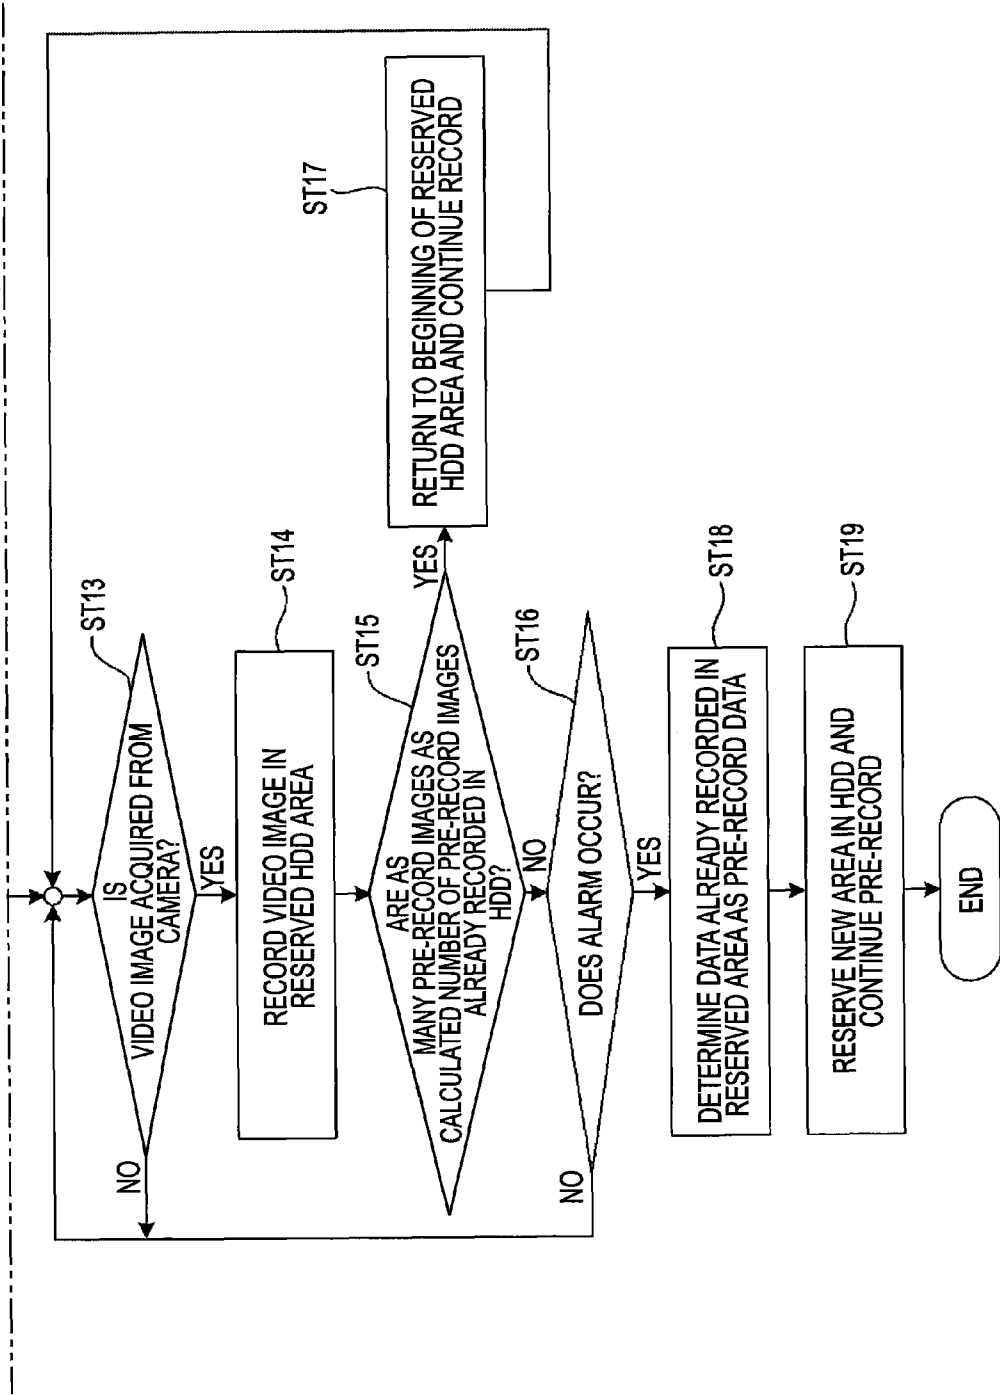 ST13
IS
VIDEO IMAGE ACQUIRED FROM
CAMERA?
NO
YES
ST14
RECORD VIDEO IMAGE IN
RESERVED HDD AREA
ST15
ARE AS
MANY PRE-RECORD IMAGES AS
CALCULATED NUMBER OF PRE-RECORD IMAGES
ALREADY RECORDED IN
HDD?
YES
NO
ST17
RETURN TO BEGINNING OF RESERVED
HDD AREA AND CONTINUE RECORD
ST16
DOES ALARM OCCUR?
NO
YES
ST18
DETERMINE DATA ALREADY RECORDED IN
RESERVED AREA AS PRE-RECORD DATA
ST19
RESERVE NEW AREA IN HDD AND
CONTINUE PRE-RECORD
END